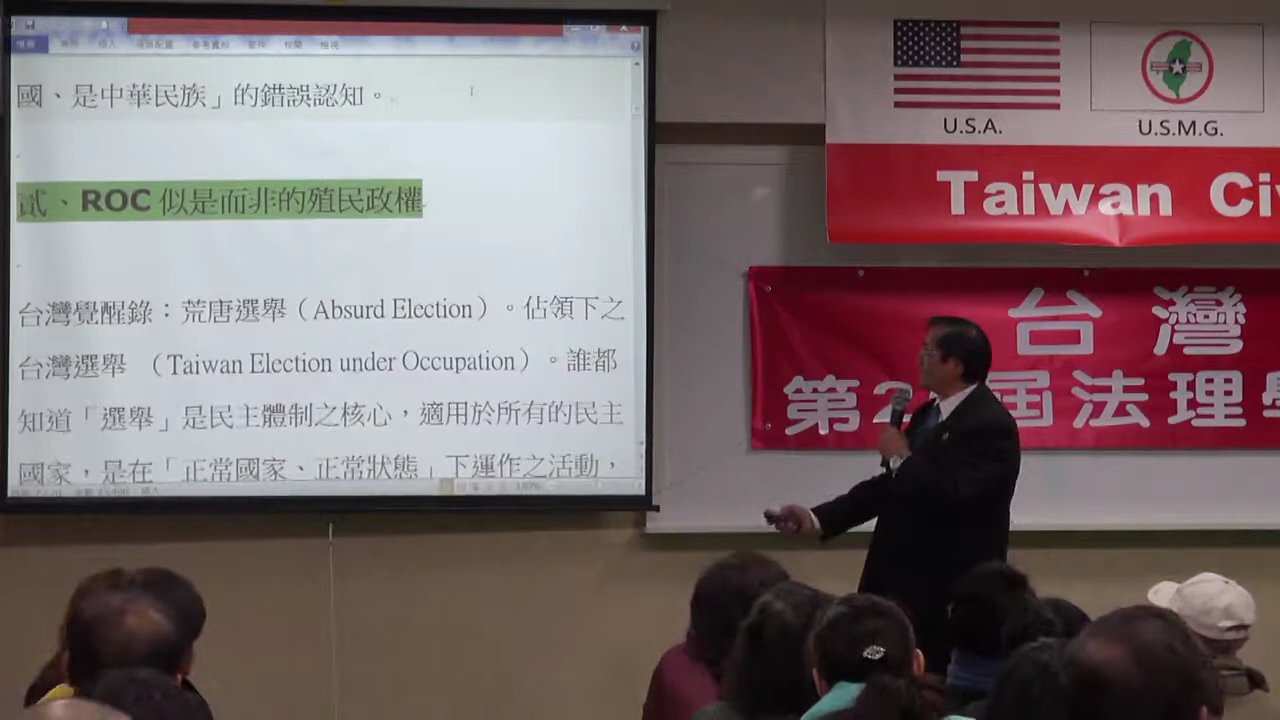 國、是中華民族」的錯誤認知。
貳、ROC 似是而非的殖民政權
台灣覺醒錄：荒唐選舉（Absurd Election）。佔領下之
台灣選舉 （Taiwan Election under Occupation）。誰都
知道「選舉」是民主體制之核心，適用於所有的民主
國家，是在「正常國家、正常狀態」下運作之活動，
U.S.A.
U.S.M.G.
Taiwan Ci
台灣
第2 屆法理學